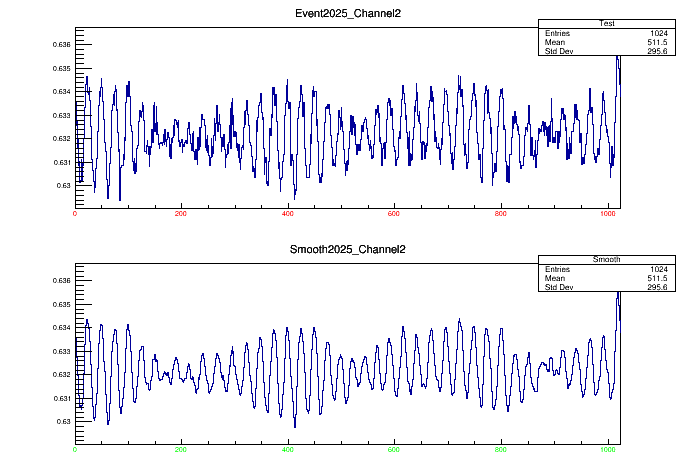 Event2025_Channel2
Test
Entries 1024
Mean 511.5
Std Dev 295.6
0.636
0.635
0.634
0.633
0.632
0.631
0.63
0 200 400 600 800 1000
Smooth2025_Channel2
Smooth
Entries 1024
Mean 511.5
Std Dev 295.6
0.636
0.635
0.634
0.633
0.632
0.631
0.63
0 200 400 600 800 1000